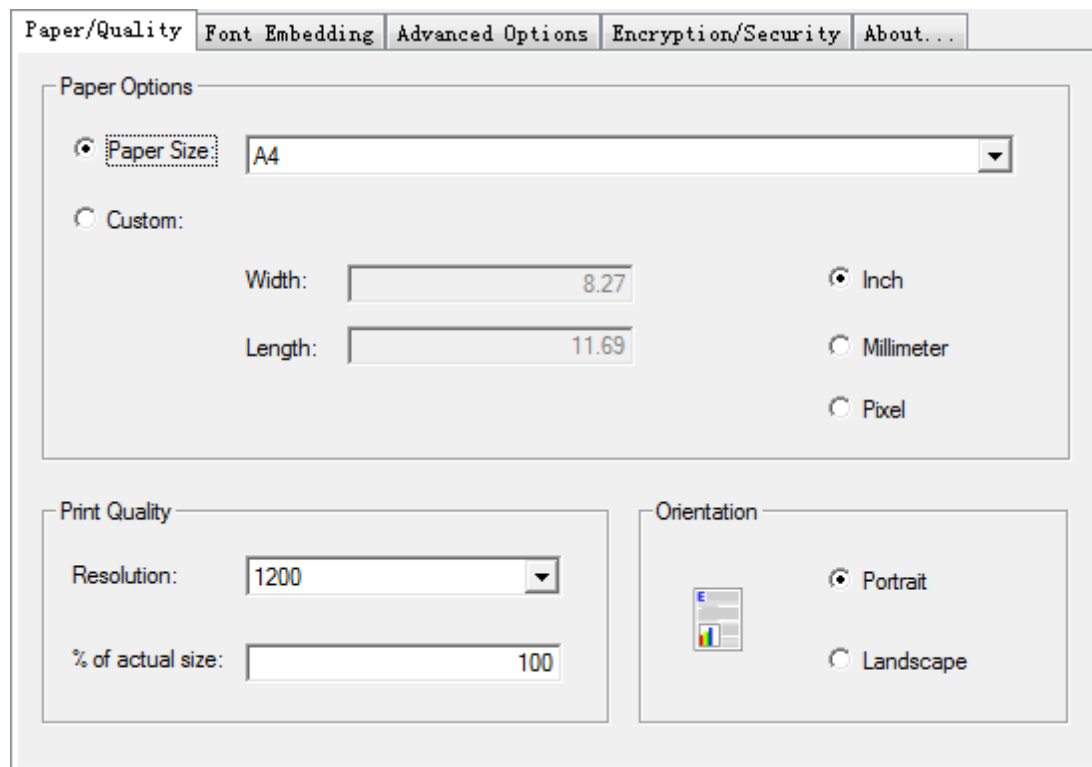 Paper/Quality Font Embedding Advanced Options Encryption/Security About...
Paper Options
Paper Size: A4
Custom:
Width: 8.27 Inch
Length: 11.69 Millimeter
Pixel
Print Quality Orientation
Resolution: 1200 Portrait
E
% of actual size: 100 Landscape